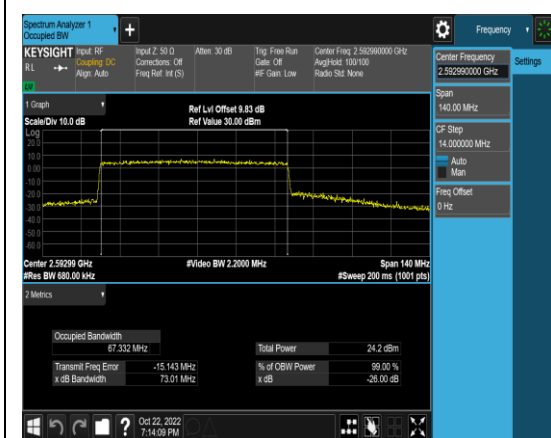 Spectrum Analyzer 1
Occupied BW
Frequency
KEYSIGHT
RL
Input: RF
Coupling: DC
Align: Auto
Input Z: 50 Ω
Corrections: Off
Freq Ref: Int (S)
Atten: 30 dB
Trig: Free Run
Gate: Off
#IF Gain: Low
Center Freq: 2.592990000 GHz
Avg|Hold: 100/100
Radio Std: None
Center Frequency
2.592990000 GHz
Settings
Span
140.00 MHz
CF Step
14.000000 MHz
Auto
Man
Freq Offset
0 Hz
1 Graph
Scale/Div 10.0 dB
Ref Lvl Offset 9.83 dB
Ref Value 30.00 dBm
Log
20.0
10.0
0.00
-10.0
-20.0
-30.0
-40.0
-50.0
-60.0
Center 2.59299 GHz
#Video BW 2.2000 MHz
Span 140 MHz
#Res BW 680.00 kHz
#Sweep 200 ms (1001 pts)
2 Metrics
Occupied Bandwidth
67.332 MHz
Total Power
24.2 dBm
Transmit Freq Error
-15.143 MHz
% of OBW Power
99.00 %
x dB Bandwidth
73.01 MHz
x dB
-26.00 dB
Oct 22, 2022
7:14:09 PM